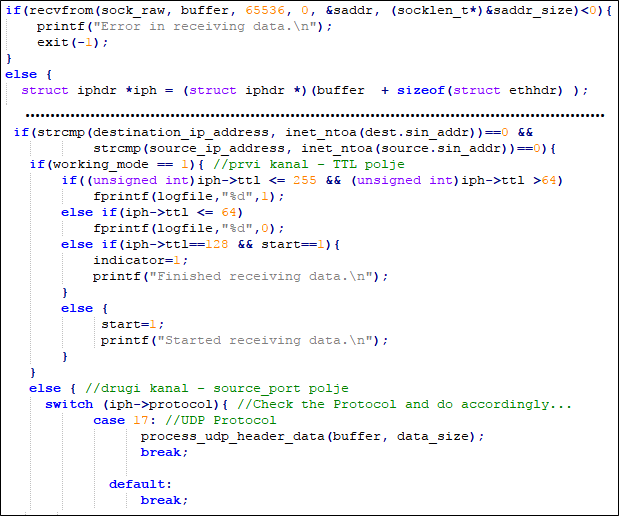 if(recvfrom(sock_raw, buffer, 65536, 0, &saddr, (socklen_t*)&saddr_size)<0){
printf("Error in receiving data.\n");
exit(-1);
}
else {
struct iphdr *iph = (struct iphdr *)(buffer + sizeof(struct ethhdr) );
if(strcmp(destination_ip_address, inet_ntoa(dest.sin_addr))==0 &&
strcmp(source_ip_address, inet_ntoa(source.sin_addr))==0){
if(working_mode == 1){ //prvi kanal - TTL polje
if((unsigned int)iph->ttl <= 255 && (unsigned int)iph->ttl >64)
fprintf(logfile,"%d",1);
else if(iph->ttl <= 64)
fprintf(logfile,"%d",0);
else if(iph->ttl==128 && start==1){
indicator=1;
printf("Finished receiving data.\n");
}
else {
start=1;
printf("Started receiving data.\n");
}
}
else { //drugi kanal - source_port polje
switch (iph->protocol){ //Check the Protocol and do accordingly...
case 17: //UDP Protocol
process_udp_header_data(buffer, data_size);
break;
default:
break;